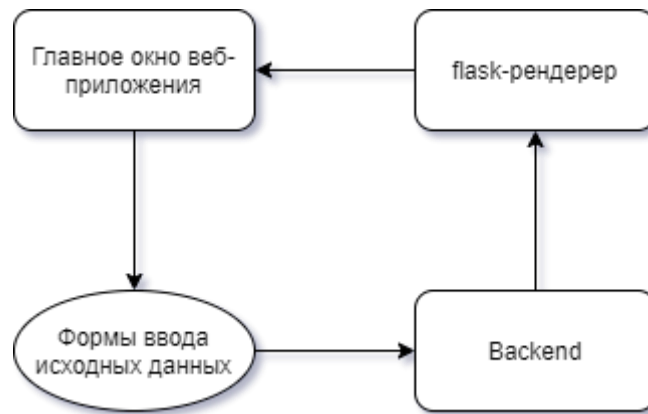 Главное окно веб-
приложения
flask-рендерер
Формы ввода
исходных данных
Backend